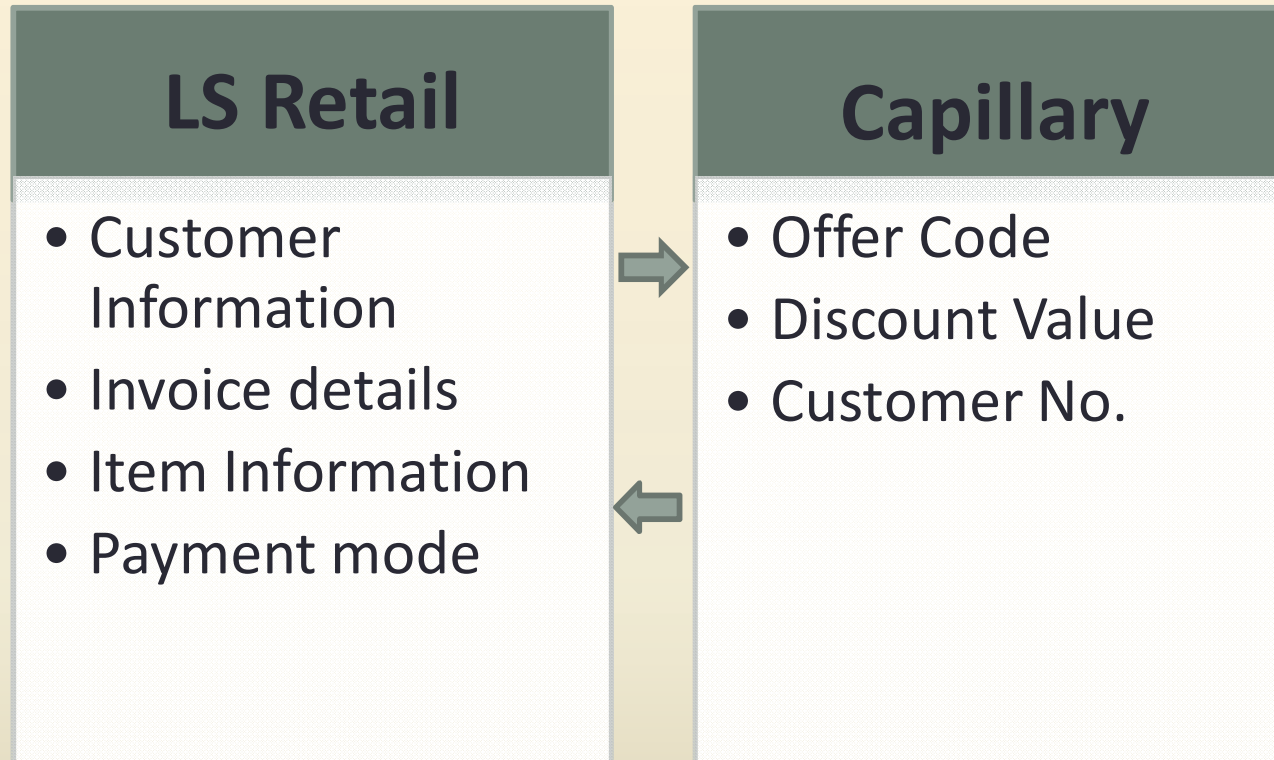 LS Retail
• Customer
Information
• Invoice details
• Item Information
• Payment mode
Capillary
• Offer Code
• Discount Value
• Customer No.